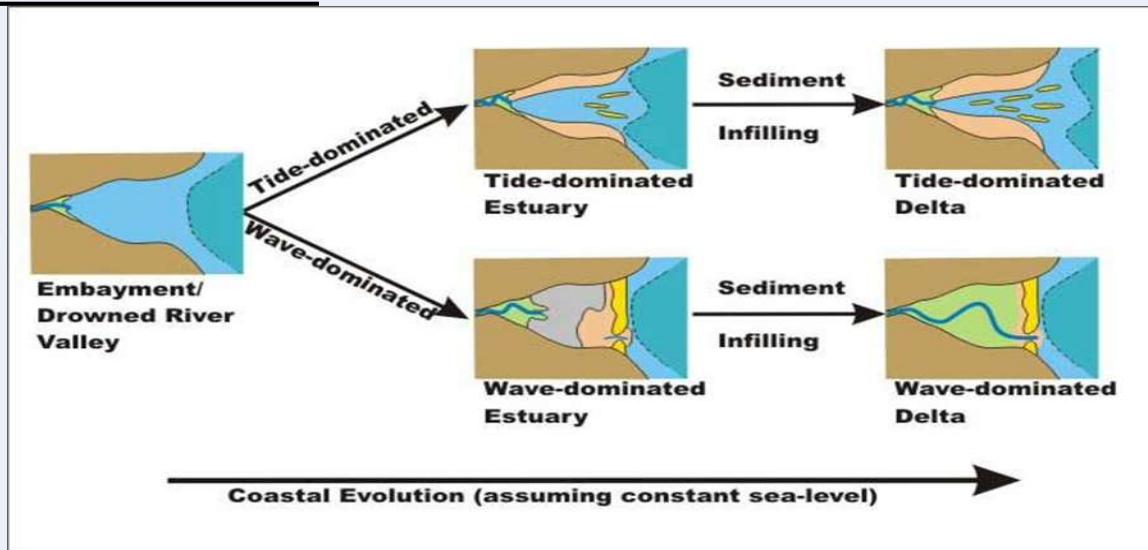 Tide-dominated
Wave-dominated
Embayment/
Drowned River
Valley
Tide-dominated
Estuary
Sediment
Infilling
Tide-dominated
Delta
Wave-dominated
Estuary
Sediment
Infilling
Wave-dominated
Delta
Coastal Evolution (assuming constant sea-level)